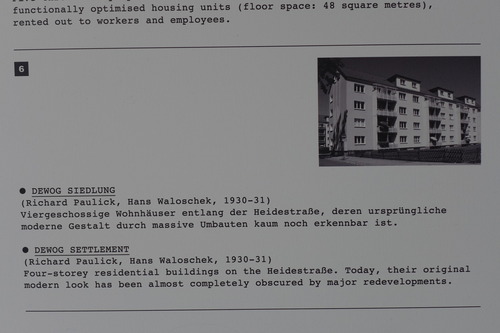 functionally optimised housing units (floor space: 48 square metres),
rented out to workers and employees.
6
● DEWOG SIEDLUNG
(Richard Paulick, Hans Waloschek, 1930-31)
Viergeschossige Wohnhäuser entlang der Heidestraße, deren ursprüngliche
moderne Gestalt durch massive Umbauten kaum noch erkennbar ist.
● DEWOG SETTLEMENT
(Richard Paulick, Hans Waloschek, 1930-31)
Four-storey residential buildings on the Heidestraße. Today, their original
modern look has been almost completely obscured by major redevelopments.